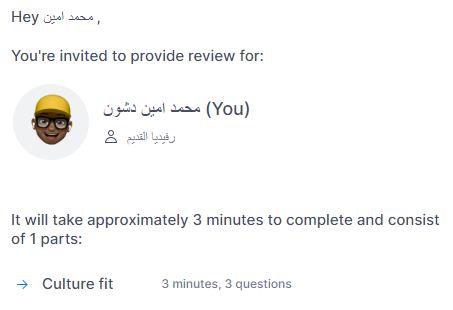 Hey محمد امين ,
You're invited to provide review for:
محمد امين دشون (You)
رفيديا القديم
It will take approximately 3 minutes to complete and consist
of 1 parts:
Culture fit 3 minutes, 3 questions